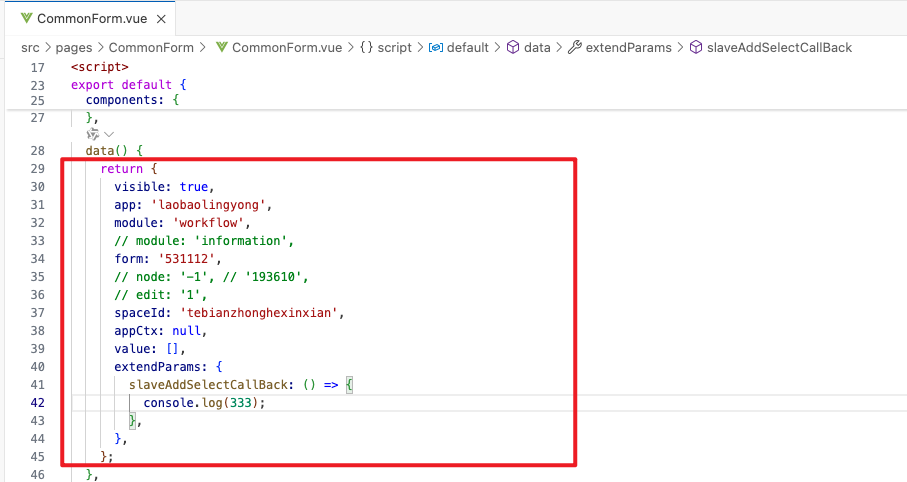 CommonForm.vue ×
src > pages > CommonForm > CommonForm.vue > {} script > default > data > extendParams > slaveAddSelectCallBack
17 <script>
23 export default {
25 components: {
27 },
28 data() {
29 return {
30 visible: true,
31 app: 'laobaolingyong',
32 module: 'workflow',
33 // module: 'information',
34 form: '531112',
35 // node: '-1', // '193610',
36 // edit: '1',
37 spaceId: 'tebianzhonghexinxian',
38 appCtx: null,
39 value: [],
40 extendParams: {
41 slaveAddSelectCallBack: () => {
42 console.log(333);
43 },
44 },
45 };
46 },